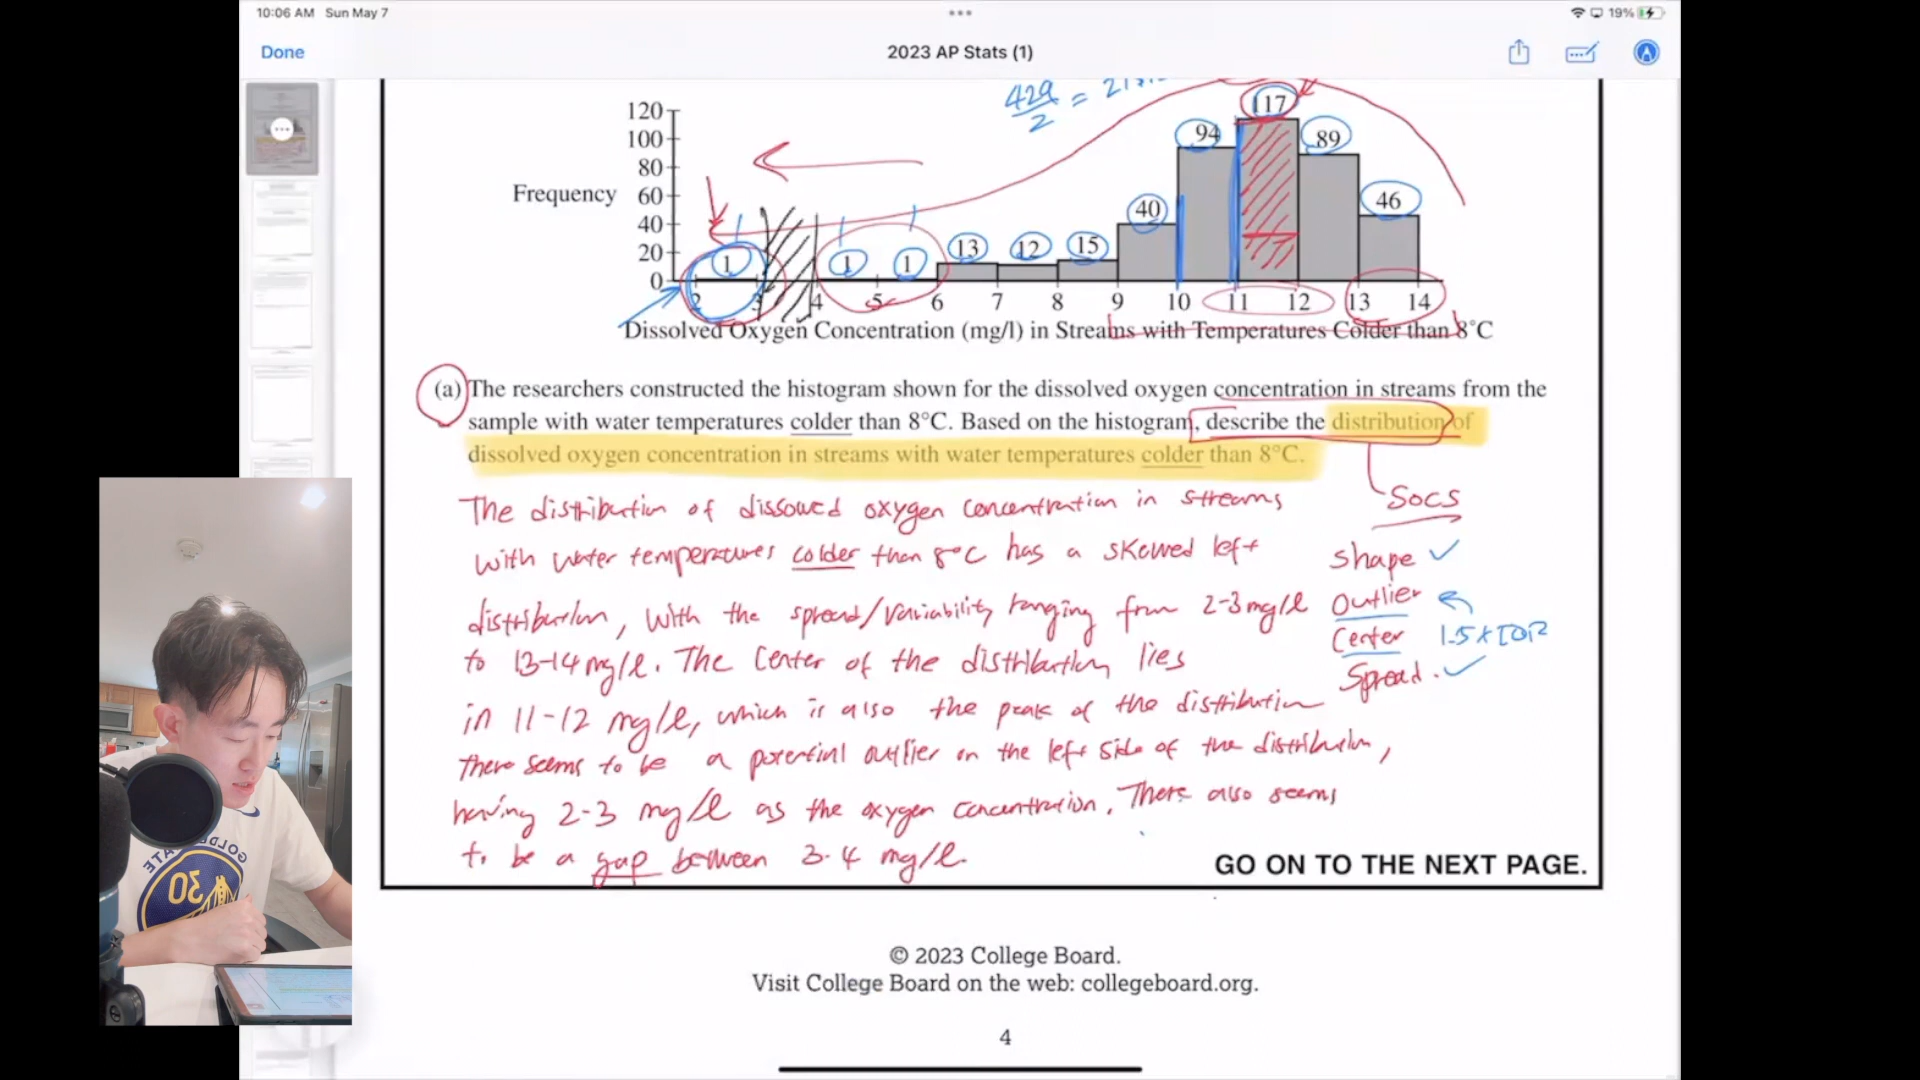 10:06 AM Sun May 7
19%
Done
2023 AP Stats (1)
429/2 =
120
100
80
60
40
20
0
Frequency
1
1
1
13
12
15
40
94
117
89
46
2 3 4 5 6 7 8 9 10 11 12 13 14
Dissolved Oxygen Concentration (mg/l) in Streams with Temperatures Colder than 8°C
(a) The researchers constructed the histogram shown for the dissolved oxygen concentration in streams from the
sample with water temperatures colder than 8°C. Based on the histogram, describe the distribution of
dissolved oxygen concentration in streams with water temperatures colder than 8°C.
The distribution of dissowed oxygen concentration in streams
with water temperatures colder than 8°C has a skewed left
distribution, with the spread/variability ranging from 2-3 mg/l
to 13-14 mg/l. The center of the distribution lies
in 11-12 mg/l, which is also the peak of the distribution
there seems to be a potential outlier on the left side of the distribution,
having 2-3 mg/l as the oxygen concentration. There also seems
to be a gap between 3-4 mg/l.
SOCS
Shape ✓
Outlier
Center 1.5 x IQR
Spread. ✓
GO ON TO THE NEXT PAGE.
© 2023 College Board.
Visit College Board on the web: collegeboard.org.
4
GOLDEN STATE
30